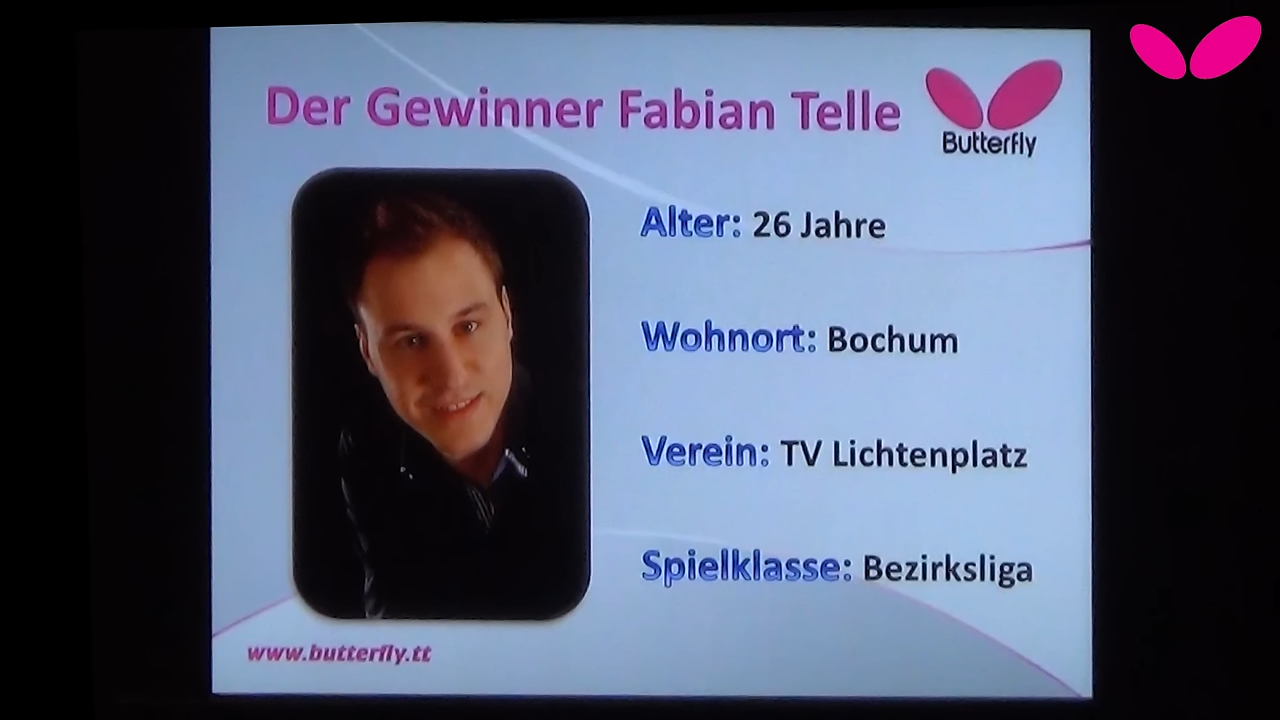 Der Gewinner Fabian Telle
Butterfly
Alter: 26 Jahre
Wohnort: Bochum
Verein: TV Lichtenplatz
Spielklasse: Bezirksliga
www.butterfly.tt